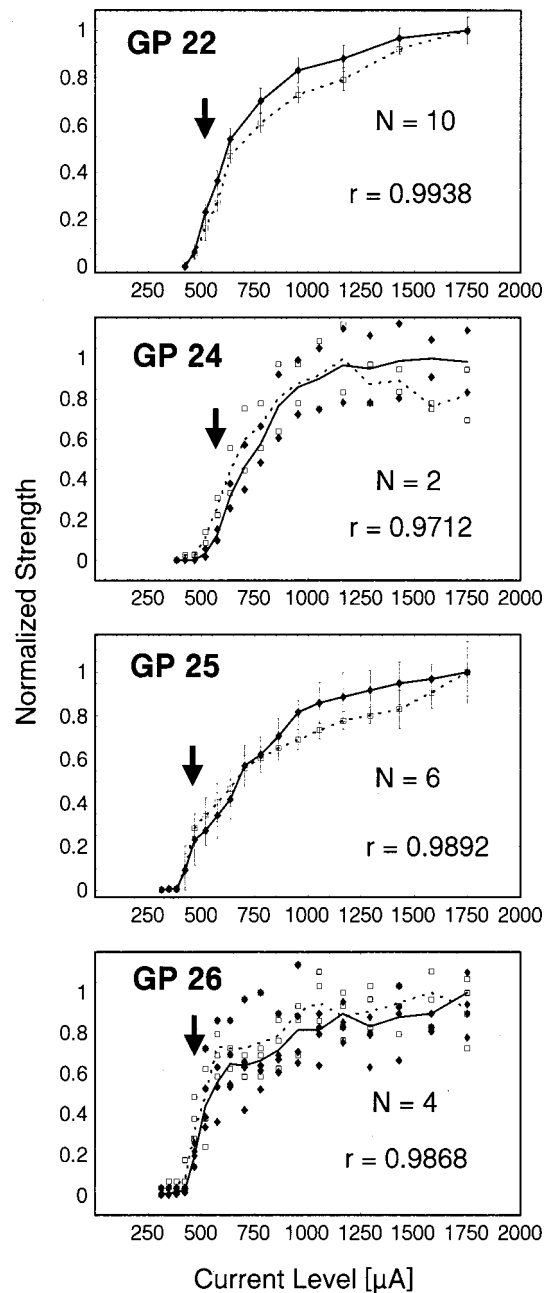 Normalized Strength
GP 22
1
0.8
0.6
0.4
0.2
0
N = 10
r = 0.9938
250 500 750 1000 1250 1500 1750 2000
GP 24
1
0.8
0.6
0.4
0.2
0
N = 2
r = 0.9712
250 500 750 1000 1250 1500 1750 2000
GP 25
1
0.8
0.6
0.4
0.2
0
N = 6
r = 0.9892
250 500 750 1000 1250 1500 1750 2000
GP 26
1
0.8
0.6
0.4
0.2
0
N = 4
r = 0.9868
250 500 750 1000 1250 1500 1750 2000
Current Level [µA]